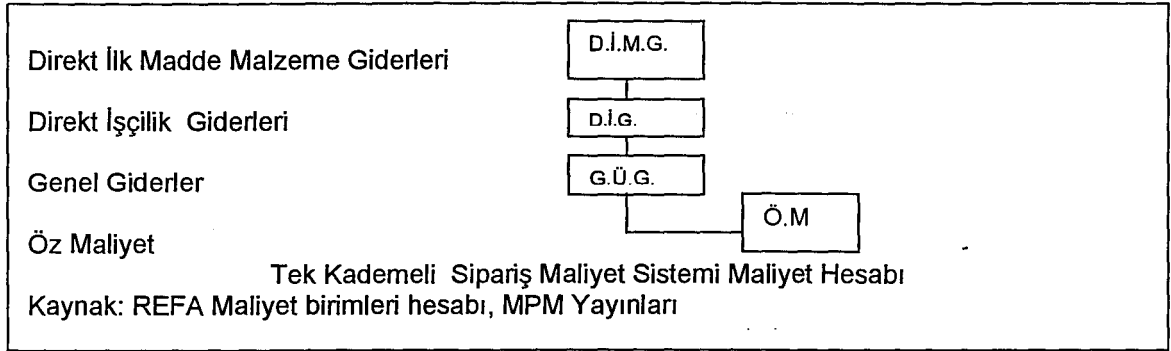 Direkt İlk Madde Malzeme Giderleri
D.İ.M.G.
Direkt İşçilik Giderleri
D.İ.G.
Genel Giderler
G.Ü.G.
Öz Maliyet
Ö.M
Tek Kademeli Sipariş Maliyet Sistemi Maliyet Hesabı
Kaynak: REFA Maliyet birimleri hesabı, MPM Yayınları